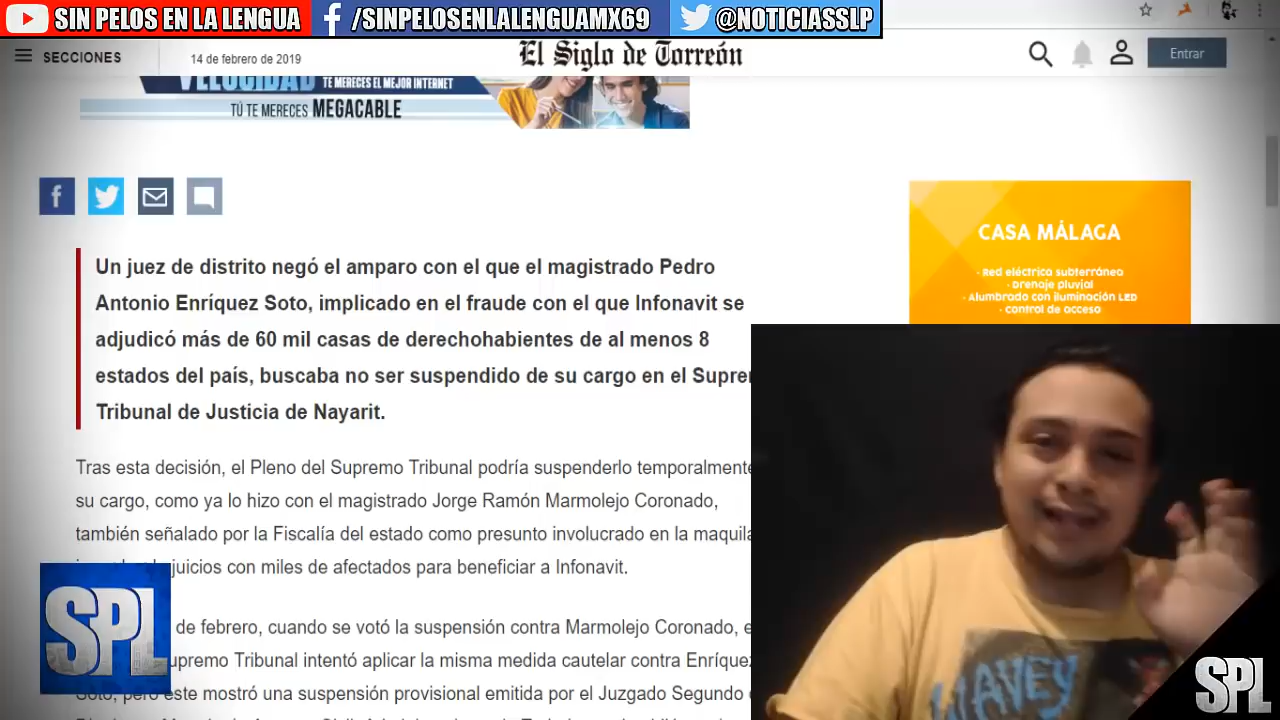 SIN PELOS EN LA LENGUA
/SINPELOSENLALENGUAMX69
@NOTICIASSLP
SECCIONES
14 de febrero de 2019
El Siglo de Torreón
Entrar
VELOCIDAD TE MERECES EL MEJOR INTERNET
TÚ TE MERECES MEGACABLE
CASA MÁLAGA
· Red eléctrica subterránea
· Drenaje pluvial
· Alumbrado con iluminación LED
· control de acceso
Un juez de distrito negó el amparo con el que el magistrado Pedro
Antonio Enríquez Soto, implicado en el fraude con el que Infonavit se
adjudicó más de 60 mil casas de derechohabientes de al menos 8
estados del país, buscaba no ser suspendido de su cargo en el
Tribunal de Justicia de Nayarit.
Tras esta decisión, el Pleno del Supremo Tribunal podría suspenderlo temporalmente
su cargo, como ya lo hizo con el magistrado Jorge Ramón Marmolejo Coronado,
también señalado por la Fiscalía del estado como presunto involucrado en la
juicios con miles de afectados para beneficiar a Infonavit.
de febrero, cuando se votó la suspensión contra Marmolejo Coronado,
Tribunal intentó aplicar la misma medida cautelar contra Enríquez
Soto, pero este mostró una suspensión provisional emitida por el Juzgado Segundo
SPL
WAVEY
SPL